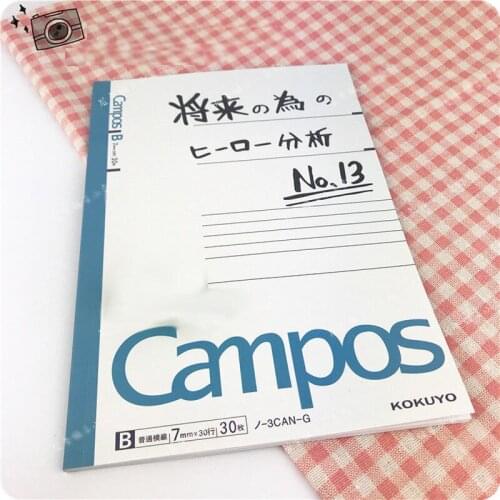 Campos B
将来の為の
ヒーロー分析
No.13
Campos
KOKUYO
B 普通横線 7mm×30行 30枚 ノ-3CAN-G